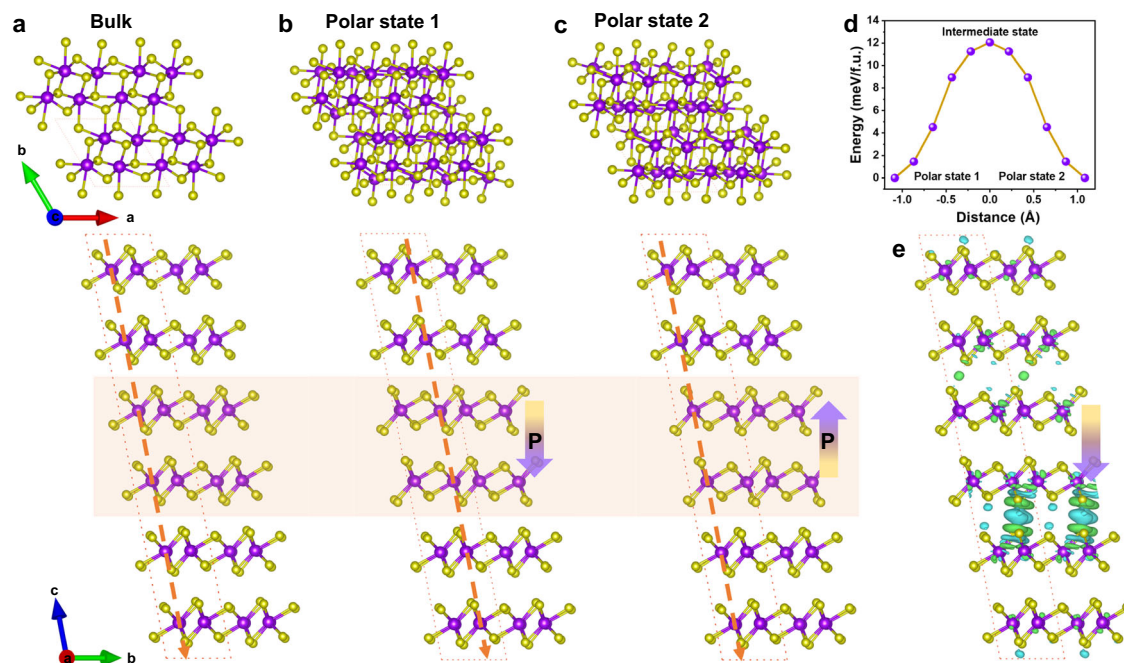 a Bulk
b Polar state 1
c Polar state 2
d
b
c
a
Energy (meV/f.u.)
14
12
10
8
6
4
2
0
Intermediate state
Polar state 1 Polar state 2
-1.0 -0.5 0.0 0.5 1.0
Distance (Å)
e
P
P
c
a
b